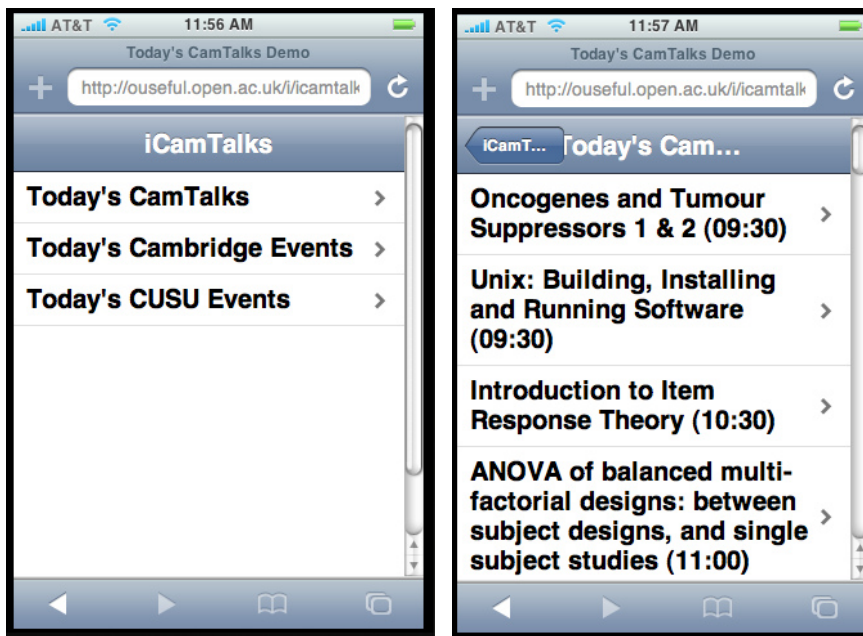 AT&T 11:56 AM
Today's CamTalks Demo
http://ouseful.open.ac.uk/i/icamtalk
iCamTalks
Today's CamTalks
Today's Cambridge Events
Today's CUSU Events
AT&T 11:57 AM
Today's CamTalks Demo
http://ouseful.open.ac.uk/i/icamtalk
iCamT... Today's Cam...
Oncogenes and Tumour
Suppressors 1 & 2 (09:30)
Unix: Building, Installing
and Running Software
(09:30)
Introduction to Item
Response Theory (10:30)
ANOVA of balanced multi-
factorial designs: between
subject designs, and single
subject studies (11:00)